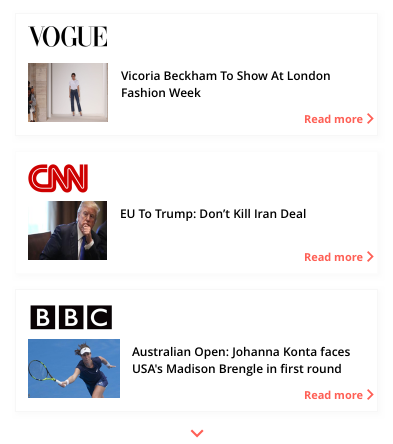 VOGUE
Vicoria Beckham To Show At London
Fashion Week
Read more
CNN
EU To Trump: Don’t Kill Iran Deal
Read more
BBC
Australian Open: Johanna Konta faces
USA's Madison Brengle in first round
Read more